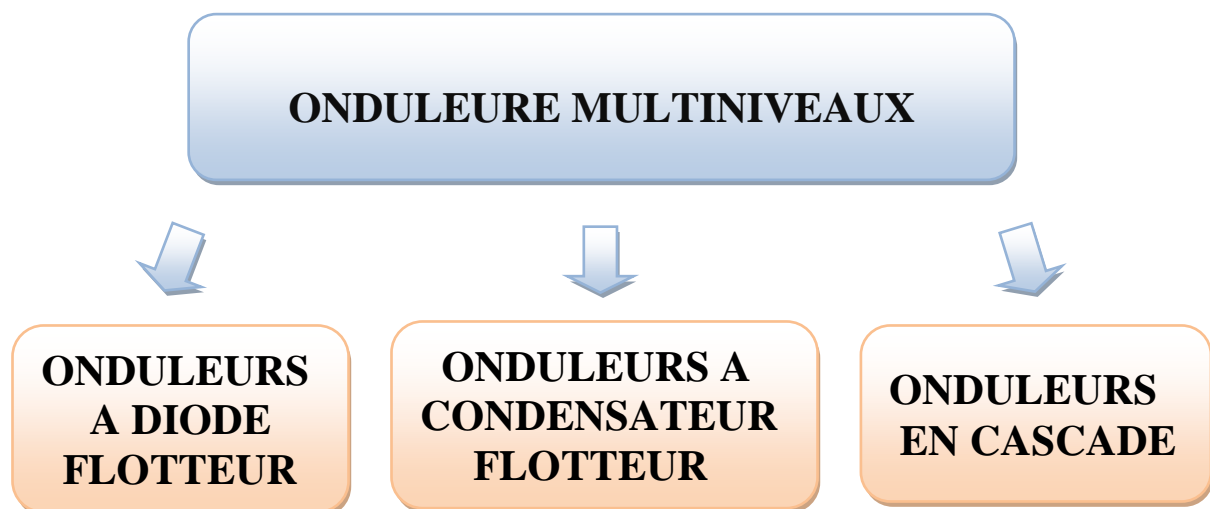 ONDULEURE MULTINIVEAUX
ONDULEURS
A DIODE
FLOTTEUR
ONDULEURS A
CONDENSATEUR
FLOTTEUR
ONDULEURS
EN CASCADE